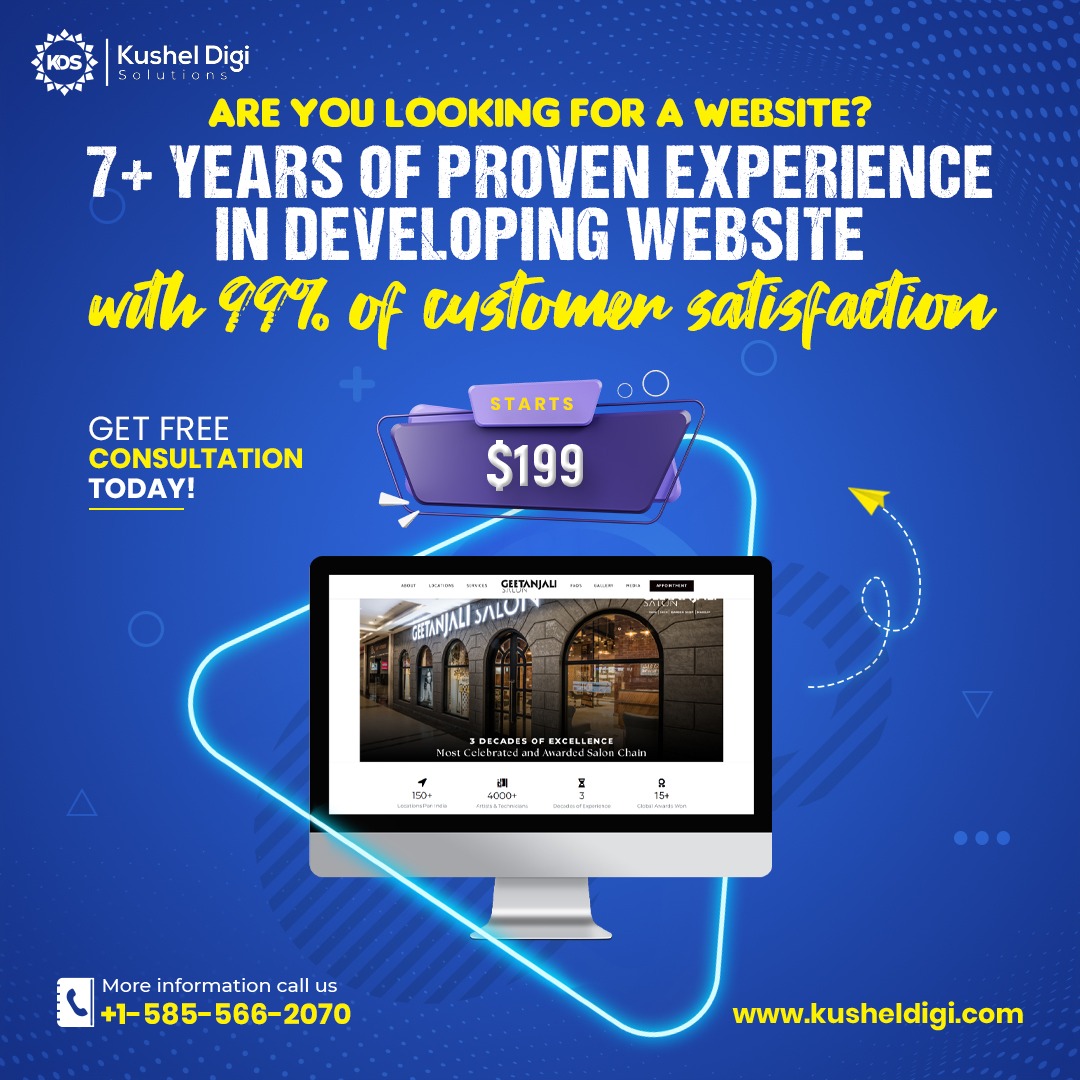 KDS
Kushel Digi
Solutions
ARE YOU LOOKING FOR A WEBSITE?
7+ YEARS OF PROVEN EXPERIENCE
IN DEVELOPING WEBSITE
with 99% of customer satisfaction
GET FREE
CONSULTATION
TODAY!
STARTS
$199
ABOUT LOCATIONS SERVICES GEETANJALI FAQS GALLERY MEDIA APPOINTMENT
SALON
GEETANJALI SALON
SALON
3 DECADES OF EXCELLENCE
Most Celebrated and Awarded Salon Chain
150+ 4000+ 3 15+
Locations Pan India Artists & Technicians Decades of Experience Global Awards Won
More information call us
+1-585-566-2070
www.kusheldigi.com